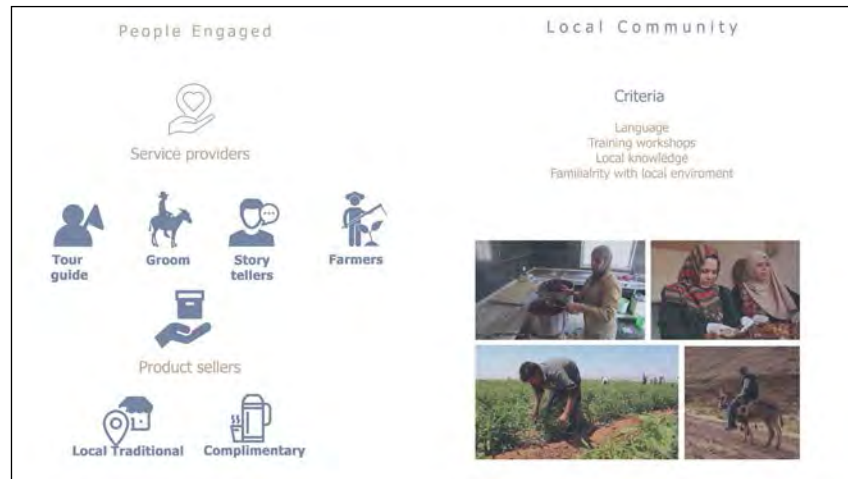 People Engaged
Service providers
Tour guide
Groom
Story tellers
Farmers
Product sellers
Local Traditional
Complimentary
Local Community
Criteria
Language
Training workshops
Local knowledge
Familialrity with local enviroment